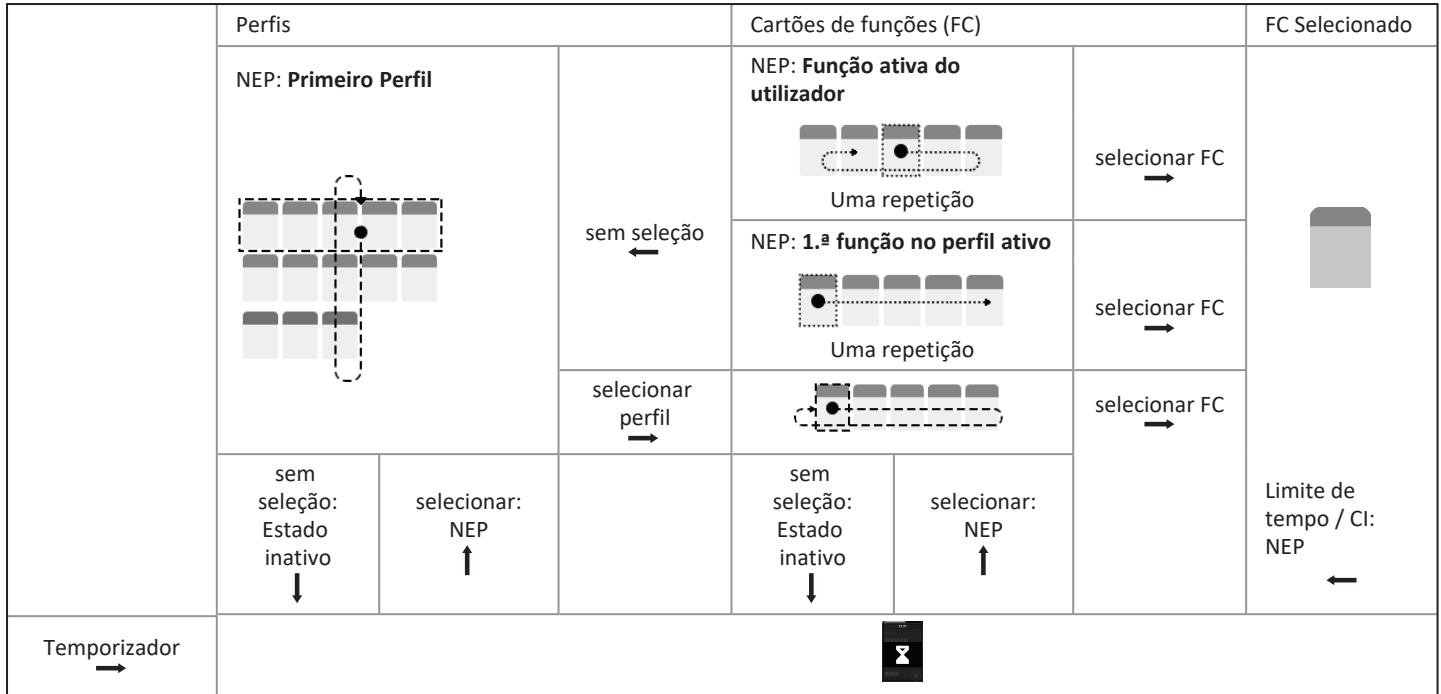 Perfis
Cartões de funções (FC)
FC Selecionado
NEP: Primeiro Perfil
sem seleção
NEP: Função ativa do
utilizador
Uma repetição
selecionar FC
NEP: 1.ª função no perfil ativo
Uma repetição
selecionar FC
selecionar
perfil
selecionar FC
sem
seleção:
Estado
inativo
selecionar:
NEP
sem
seleção:
Estado
inativo
selecionar:
NEP
Limite de
tempo / CI:
NEP
Temporizador